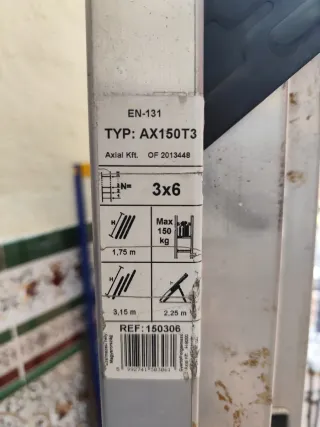 EN-131
TYP: AX150T3
Axial Kft. OF 2013448
N= 3x6
H
1,75 m
Max
150
kg
H
3,15 m
2,25 m
REF:150306